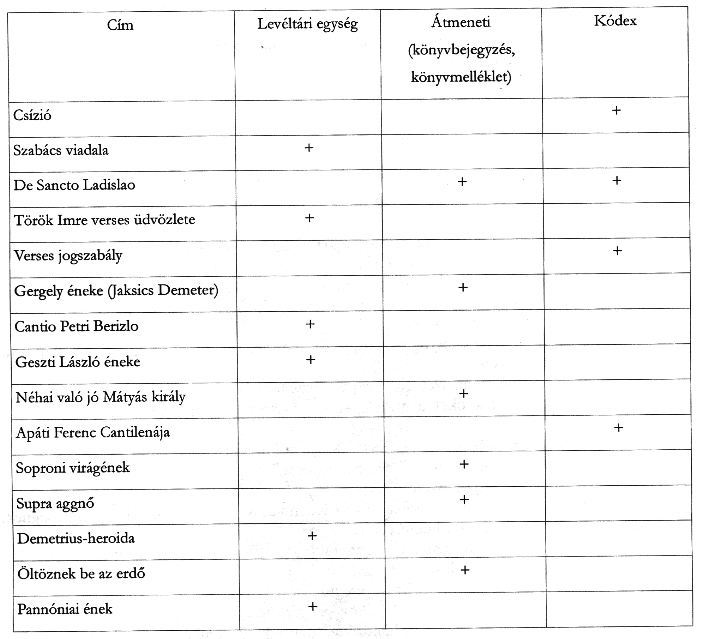 Cím Levéltári egység Átmeneti Kódex
(könyvbejegyzés,
könyvmelléklet)
Csízió +
Szabács viadala +
De Sancto Ladislao + +
Török Imre verses üdvözlete +
Verses jogszabály +
Gergely éneke (Jaksics Demeter) +
Cantio Petri Berizlo +
Geszti László éneke +
Néhai való jó Mátyás király +
Apáti Ferenc Cantilenája +
Soproni virágének +
Supra aggnő +
Demetrius-heroida +
Öltöznek be az erdő +
Pannóniai ének +